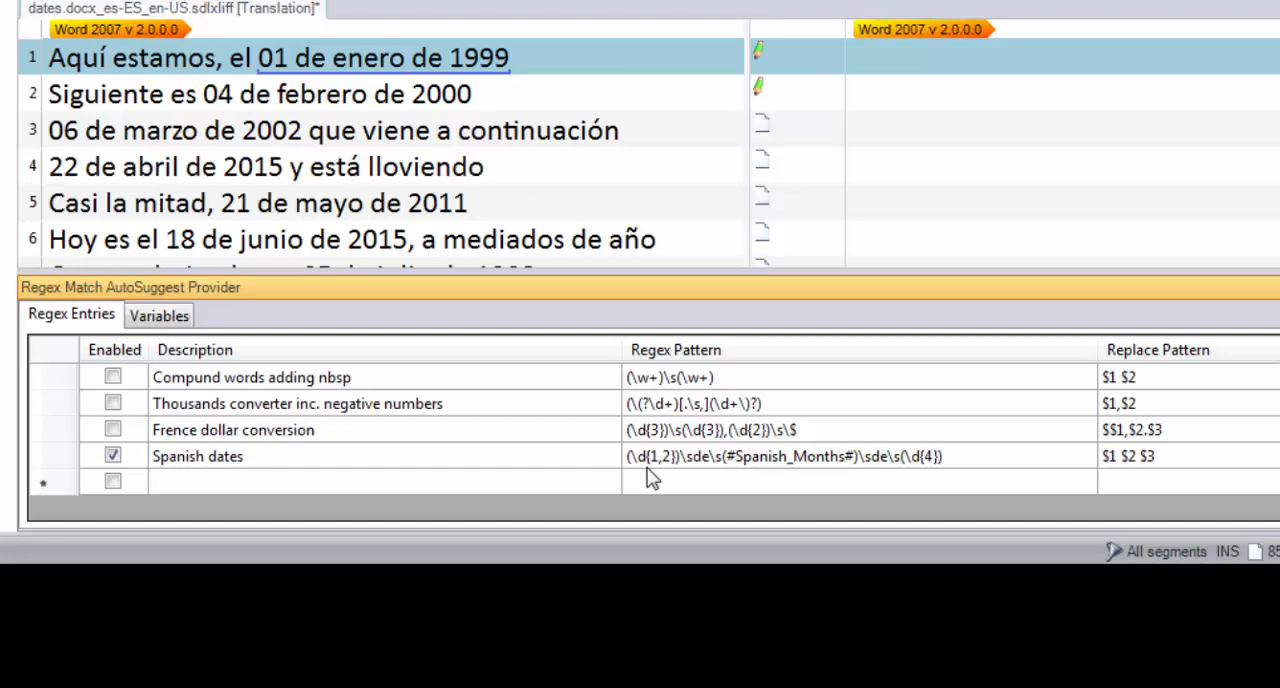 dates.docx_es-ES_en-US.sdlxliff [Translation]*
Word 2007 v 2.0.0.0 Word 2007 v 2.0.0.0
1 Aquí estamos, el 01 de enero de 1999
2 Siguiente es 04 de febrero de 2000
3 06 de marzo de 2002 que viene a continuación
4 22 de abril de 2015 y está lloviendo
5 Casi la mitad, 21 de mayo de 2011
6 Hoy es el 18 de junio de 2015, a mediados de año
Regex Match AutoSuggest Provider
Regex Entries Variables
Enabled Description Regex Pattern Replace Pattern
Compund words adding nbsp (\w+)\s(\w+) $1 $2
Thousands converter inc. negative numbers (\(?\d+)[.\s,](\d+\)?) $1,$2
Frence dollar conversion (\d{3})\s(\d{3}),(\d{2})\s\$ $$1,$2.$3
Spanish dates (\d{1,2})\sde\s(#Spanish_Months#)\sde\s(\d{4}) $1 $2 $3
*
All segments INS 85